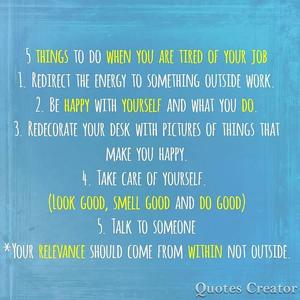 5 things to do when you are tired of your job
1. Redirect the energy to something outside work.
2. Be happy with yourself and what you do.
3. Redecorate your desk with pictures of things that
make you happy.
4. Take care of yourself.
(Look good, smell good and do good)
5. Talk to someone
*Your relevance should come from within not outside.
Quotes Creator